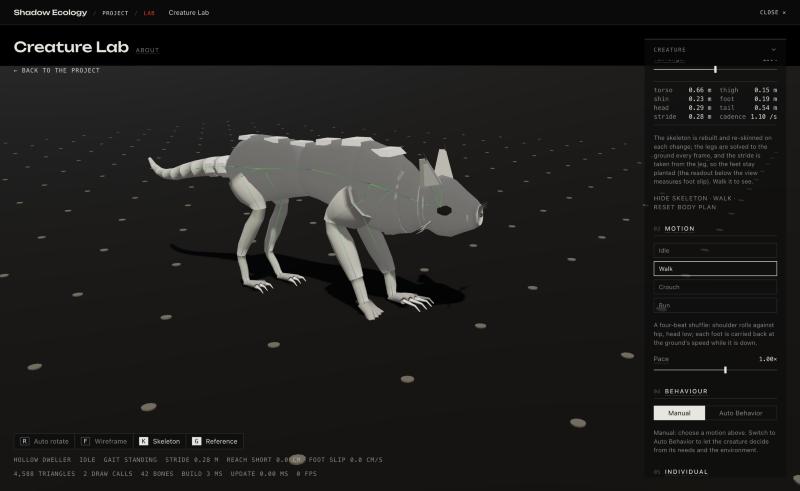 Shadow Ecology / PROJECT / LAB Creature Lab
CLOSE ×
Creature Lab ABOUT
← BACK TO THE PROJECT
CREATURE
torso 0.66 m thigh 0.15 m
shin 0.23 m foot 0.19 m
head 0.29 m tail 0.54 m
stride 0.28 m cadence 1.10 /s
The skeleton is rebuilt and re-skinned on
each change; the legs are solved to the
ground every frame, and the stride is
taken from the leg, so the feet stay
planted (the readout below the view
measures foot slip). Walk it to see.
HIDE SKELETON · WALK ·
RESET BODY PLAN
MOTION
Idle
Walk
Crouch
Run
A four-beat shuffle: shoulder rolls against
hip, head low; each foot is carried back at
the ground's speed while it is down.
Pace 1.00×
BEHAVIOUR
Manual Auto Behavior
Manual: choose a motion above. Switch to
Auto Behavior to let the creature decide
from its needs and the environment.
INDIVIDUAL
R Auto rotate F Wireframe K Skeleton G Reference
HOLLOW DWELLER IDLE GAIT STANDING STRIDE 0.28 M REACH SHORT FOOT SLIP 0.0 CM/S
4,588 TRIANGLES 2 DRAW CALLS 42 BONES BUILD 3 MS UPDATE 0.00 MS 0 FPS